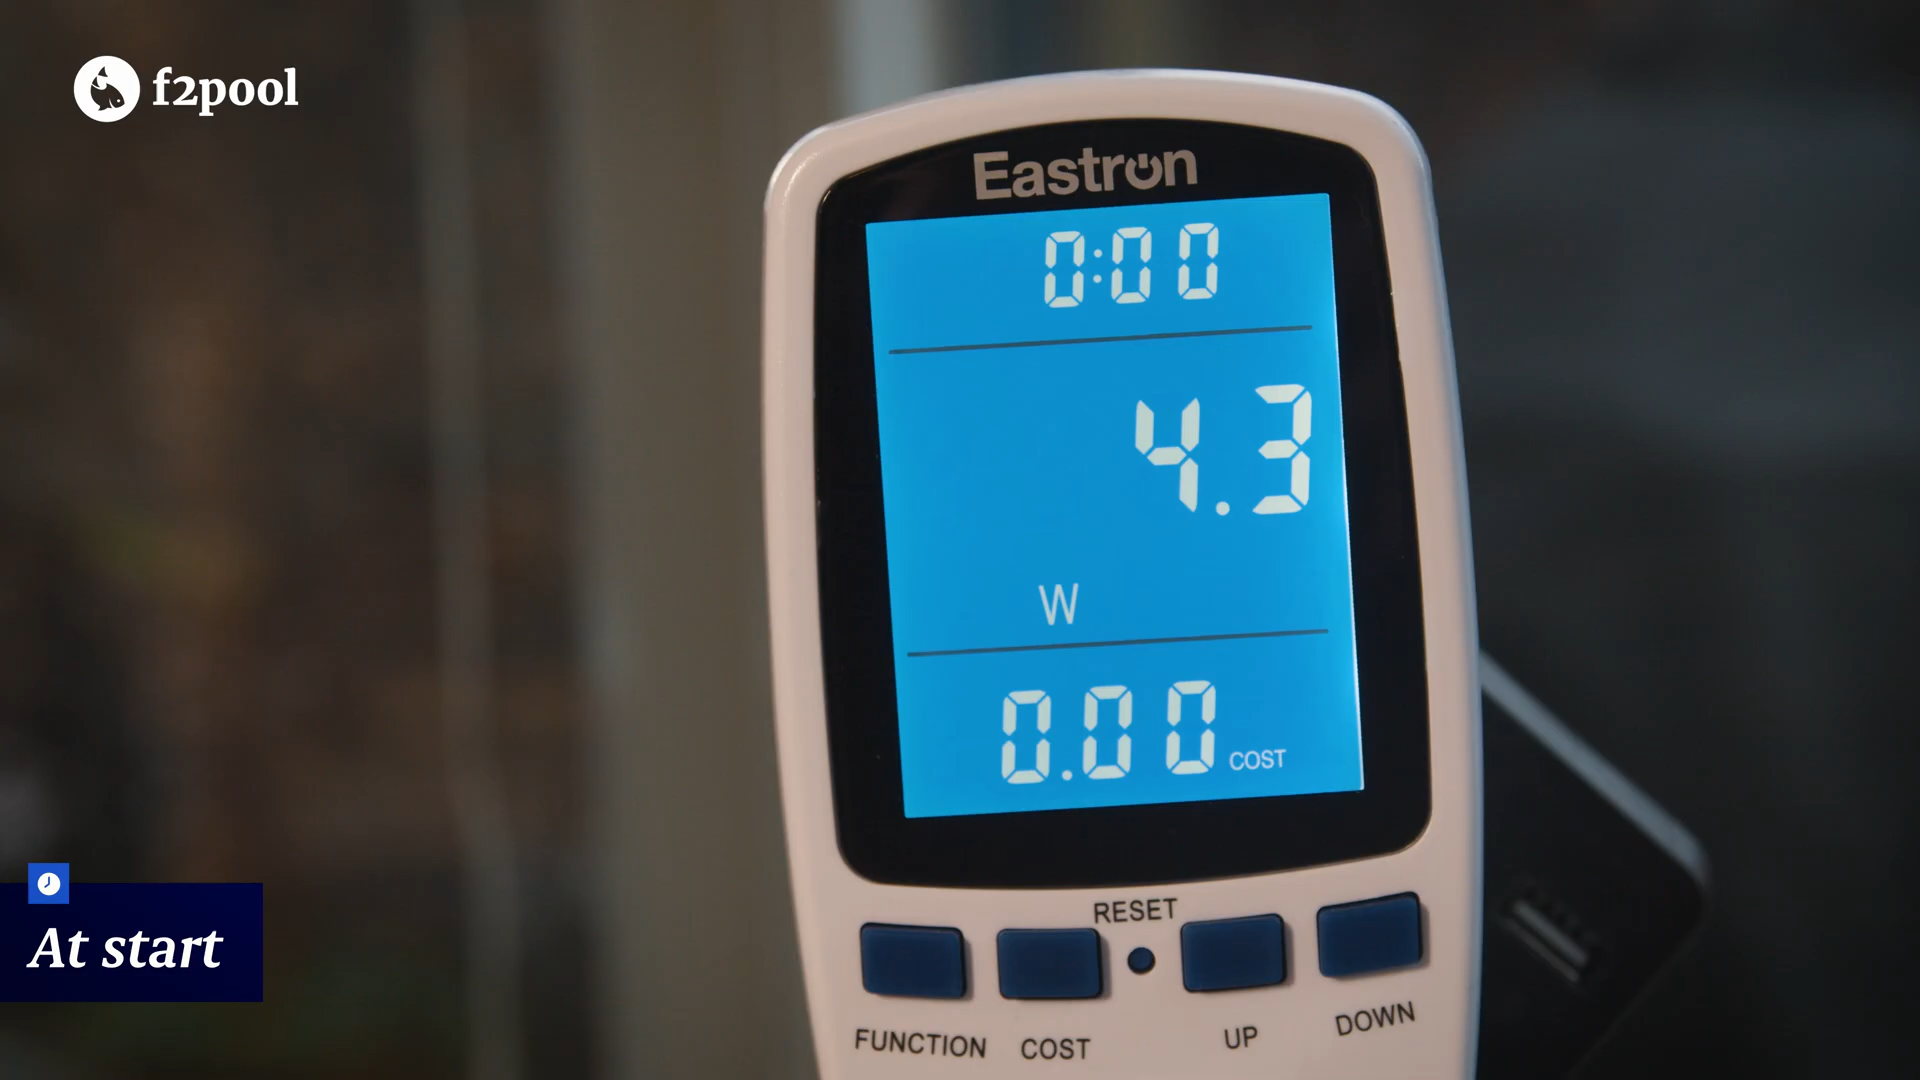 f2pool
Eastron
0:00
4.3
W
0.00 COST
At start
RESET
FUNCTION COST UP DOWN